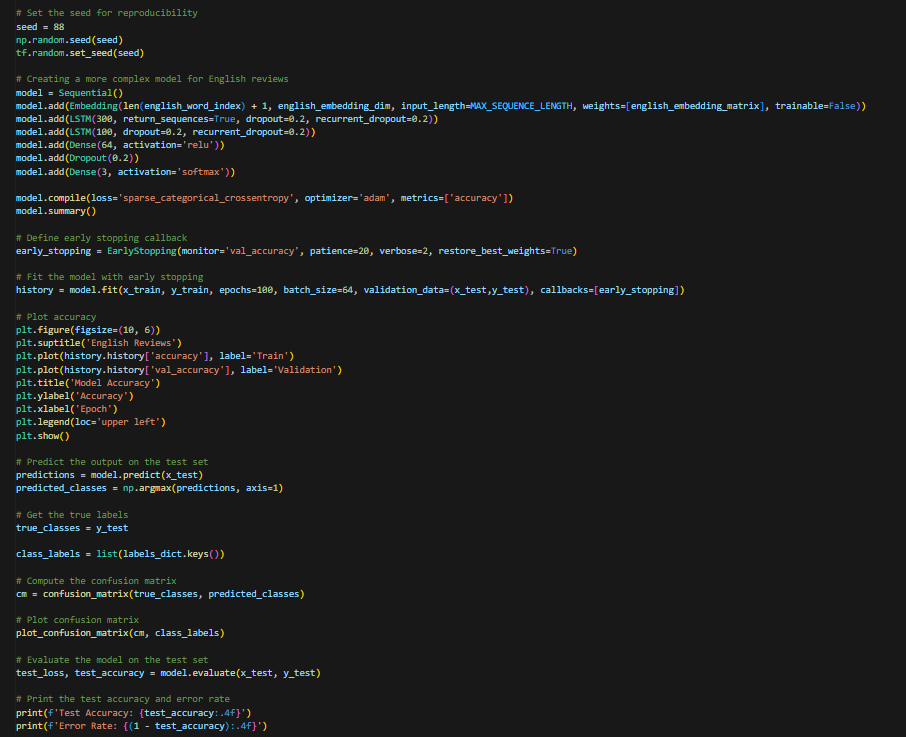 # Set the seed for reproducibility
seed = 88
np.random.seed(seed)
tf.random.set_seed(seed)
# Creating a more complex model for English reviews
model = Sequential()
model.add(Embedding(len(english_word_index) + 1, english_embedding_dim, input_length=MAX_SEQUENCE_LENGTH, weights=[english_embedding_matrix], trainable=False))
model.add(LSTM(300, return_sequences=True, dropout=0.2, recurrent_dropout=0.2))
model.add(LSTM(100, dropout=0.2, recurrent_dropout=0.2))
model.add(Dense(64, activation='relu'))
model.add(Dropout(0.2))
model.add(Dense(3, activation='softmax'))
model.compile(loss='sparse_categorical_crossentropy', optimizer='adam', metrics=['accuracy'])
model.summary()
# Define early stopping callback
early_stopping = EarlyStopping(monitor='val_accuracy', patience=20, verbose=2, restore_best_weights=True)
# Fit the model with early stopping
history = model.fit(x_train, y_train, epochs=100, batch_size=64, validation_data=(x_test,y_test), callbacks=[early_stopping])
# Plot accuracy
plt.figure(figsize=(10, 6))
plt.suptitle('English Reviews')
plt.plot(history.history['accuracy'], label='Train')
plt.plot(history.history['val_accuracy'], label='Validation')
plt.title('Model Accuracy')
plt.ylabel('Accuracy')
plt.xlabel('Epoch')
plt.legend(loc='upper left')
plt.show()
# Predict the output on the test set
predictions = model.predict(x_test)
predicted_classes = np.argmax(predictions, axis=1)
# Get the true labels
true_classes = y_test
class_labels = list(labels_dict.keys())
# Compute the confusion matrix
cm = confusion_matrix(true_classes, predicted_classes)
# Plot confusion matrix
plot_confusion_matrix(cm, class_labels)
# Evaluate the model on the test set
test_loss, test_accuracy = model.evaluate(x_test, y_test)
# Print the test accuracy and error rate
print(f'Test Accuracy: {test_accuracy:.4f}')
print(f'Error Rate: {(1 - test_accuracy):.4f}')